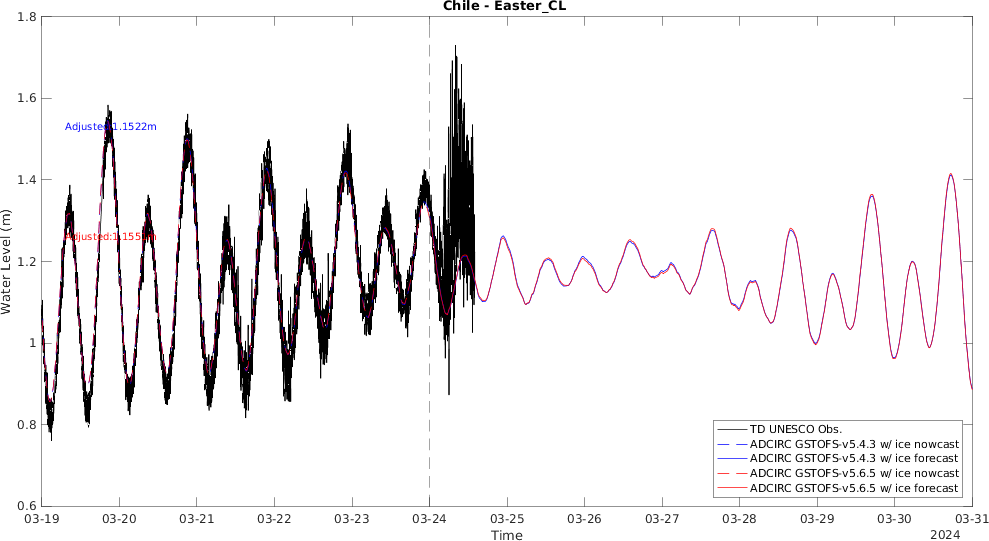 Chile - Easter_CL
Water Level (m)
1.8
1.6
1.4
1.2
1
0.8
0.6
Adjusted:1.1522m
03-19
03-20
03-21
03-22
03-23
03-24
03-25
03-26
03-27
03-28
03-29
03-30
03-31
Time
2024
TD UNESCO Obs.
ADCIRC GSTOFS-v5.4.3 w/ ice nowcast
ADCIRC GSTOFS-v5.4.3 w/ ice forecast
ADCIRC GSTOFS-v5.6.5 w/ ice nowcast
ADCIRC GSTOFS-v5.6.5 w/ ice forecast